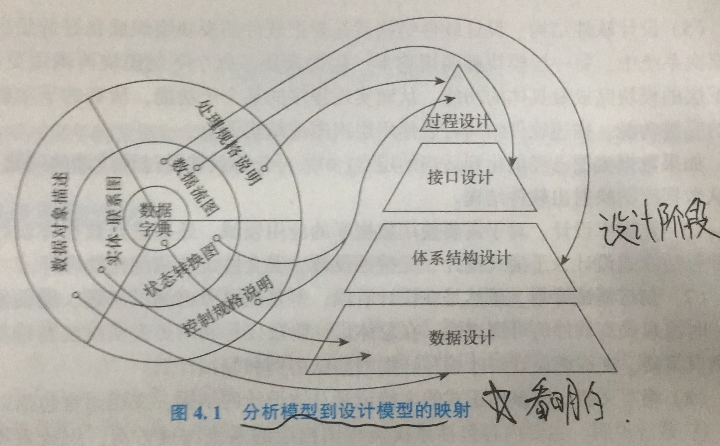 过程设计
接口设计
体系结构设计
数据设计
处理规格说明
数据流图
数据对象描述
实体-联系图
数据
字典
状态转换图
控制规格说明
设计阶段
图 4.1 分析模型到设计模型的映射
看明白.